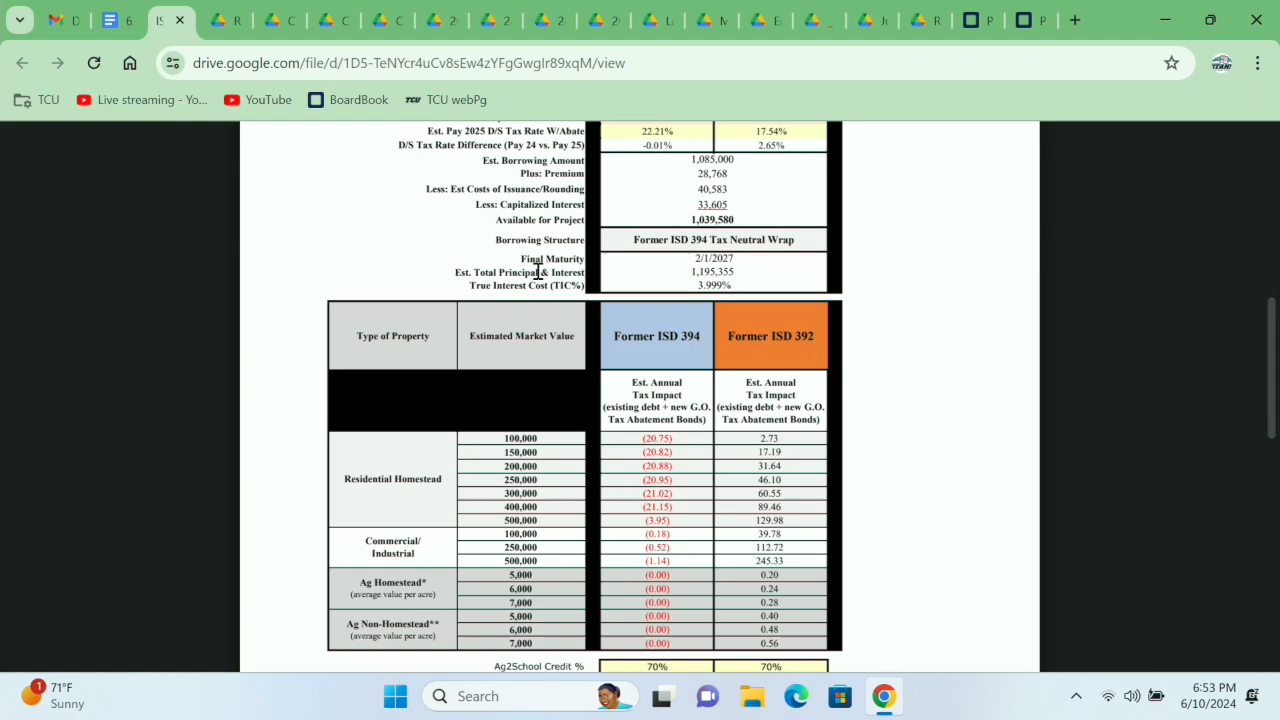 drive.google.com/file/d/1D5-TeNYcr4uCv8sEw4zYFgGwgIr89xqM/view
TCU
Live streaming - Yo...
YouTube
BoardBook
TCU TCU webPg
Est. Pay 2025 D/S Tax Rate W/Abate 22.21% 17.54%
D/S Tax Rate Difference (Pay 24 vs. Pay 25) -0.01% 2.65%
Est. Borrowing Amount 1,085,000
Plus: Premium 28,768
Less: Est Costs of Issuance/Rounding 40,583
Less: Capitalized Interest 33,605
Available for Project 1,039,580
Borrowing Structure Former ISD 394 Tax Neutral Wrap
Final Maturity 2/1/2027
Est. Total Principal & Interest 1,195,355
True Interest Cost (TIC%) 3.999%
Type of Property Estimated Market Value Former ISD 394 Former ISD 392
Est. Annual Est. Annual
Tax Impact Tax Impact
(existing debt + new G.O. (existing debt + new G.O.
Tax Abatement Bonds) Tax Abatement Bonds)
Residential Homestead
100,000 (20.75) 2.73
150,000 (20.82) 17.19
200,000 (20.88) 31.64
250,000 (20.95) 46.10
300,000 (21.02) 60.55
400,000 (21.15) 89.46
500,000 (3.95) 129.98
Commercial/
Industrial
100,000 (0.18) 39.78
250,000 (0.52) 112.72
500,000 (1.14) 245.33
Ag Homestead*
(average value per acre)
5,000 (0.00) 0.20
6,000 (0.00) 0.24
7,000 (0.00) 0.28
Ag Non-Homestead**
(average value per acre)
5,000 (0.00) 0.40
6,000 (0.00) 0.48
7,000 (0.00) 0.56
Ag2School Credit % 70% 70%
1
71°F
Sunny
Search
6:53 PM
6/10/2024